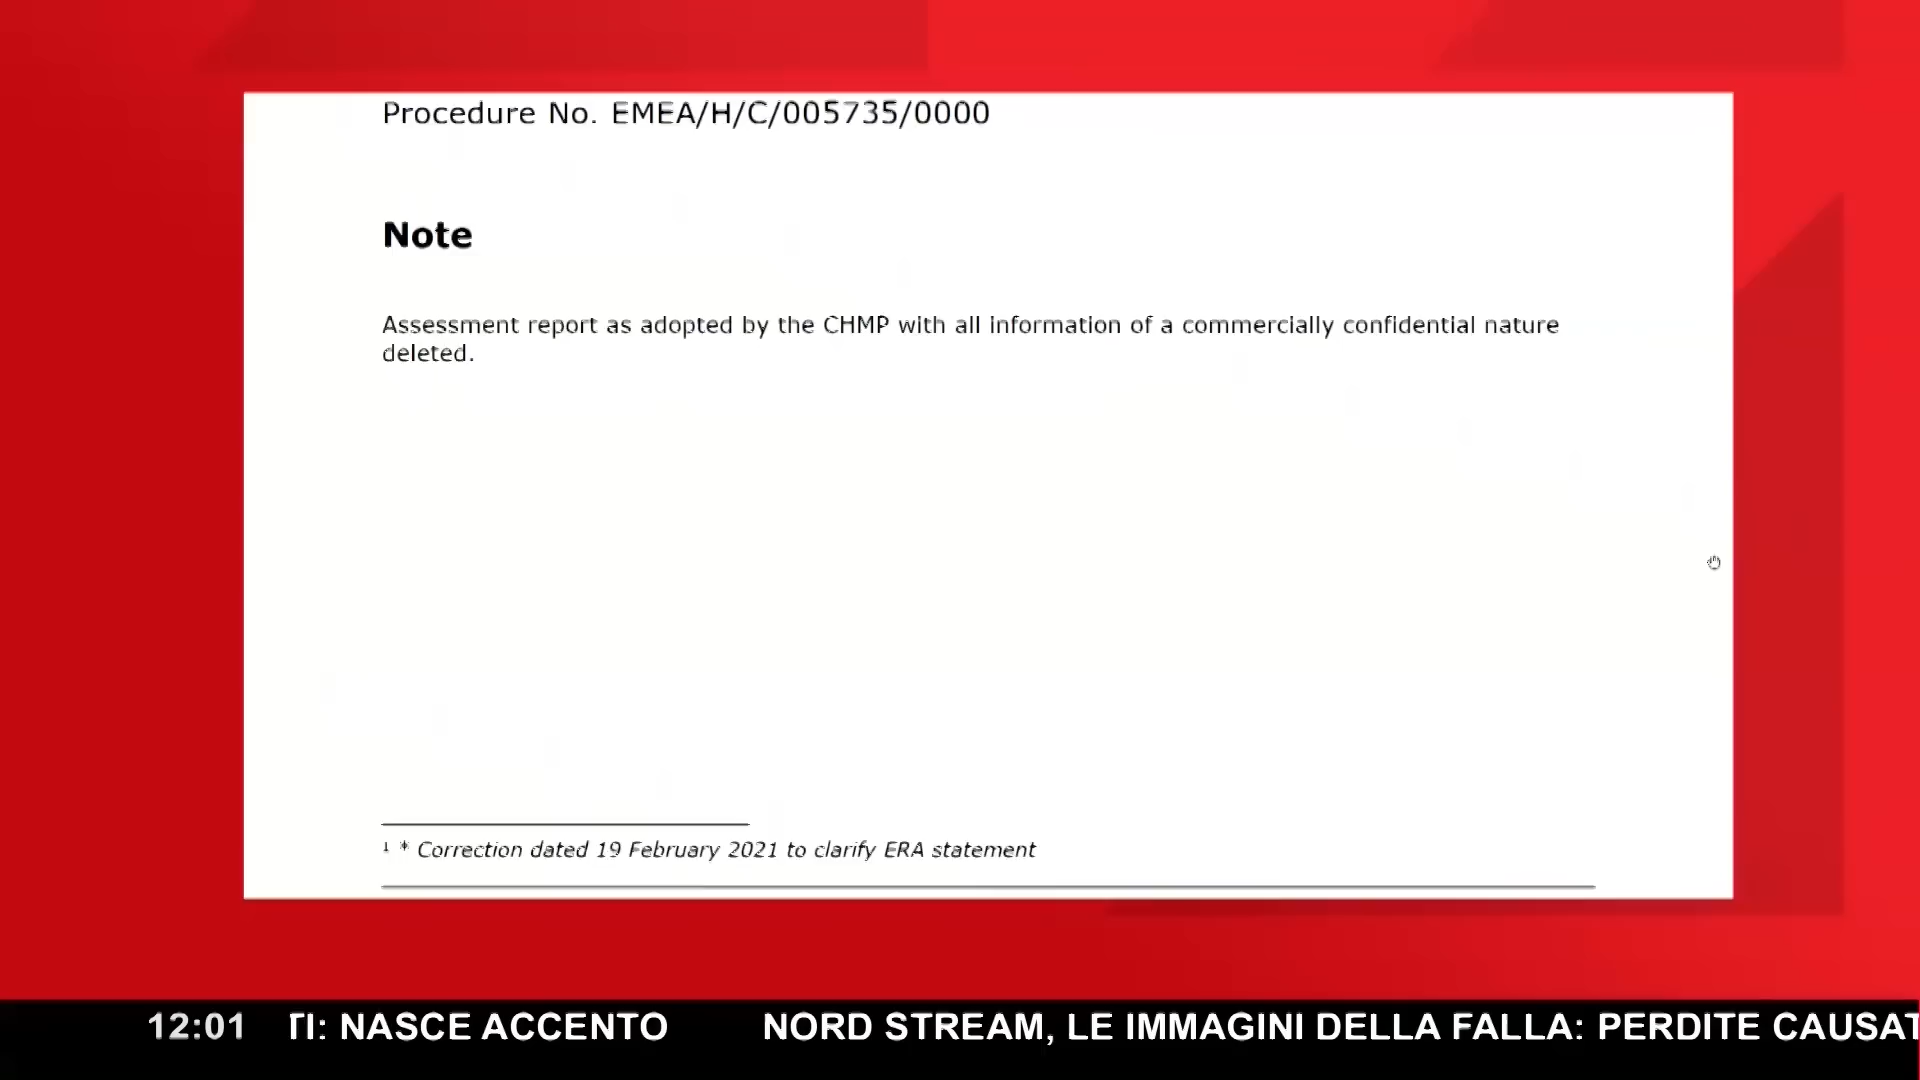 Procedure No. EMEA/H/C/005735/0000
Note
Assessment report as adopted by the CHMP with all information of a commercially confidential nature
deleted.
¹ * Correction dated 19 February 2021 to clarify ERA statement
12:01 TI: NASCE ACCENTO NORD STREAM, LE IMMAGINI DELLA FALLA: PERDITE CAUSAT